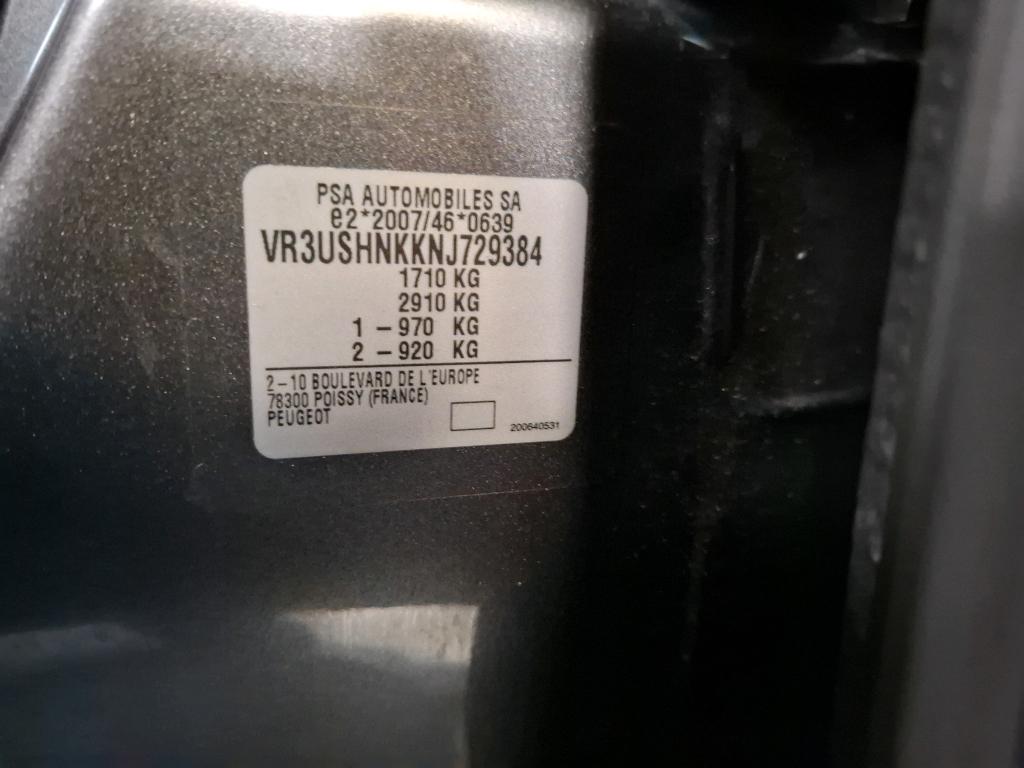 PSA AUTOMOBILES SA
e2*2007/46*0639
VR3USHNKKNJ729384
1710 KG
2910 KG
1 - 970 KG
2 - 920 KG
2-10 BOULEVARD DE L'EUROPE
78300 POISSY (FRANCE)
PEUGEOT
200640531